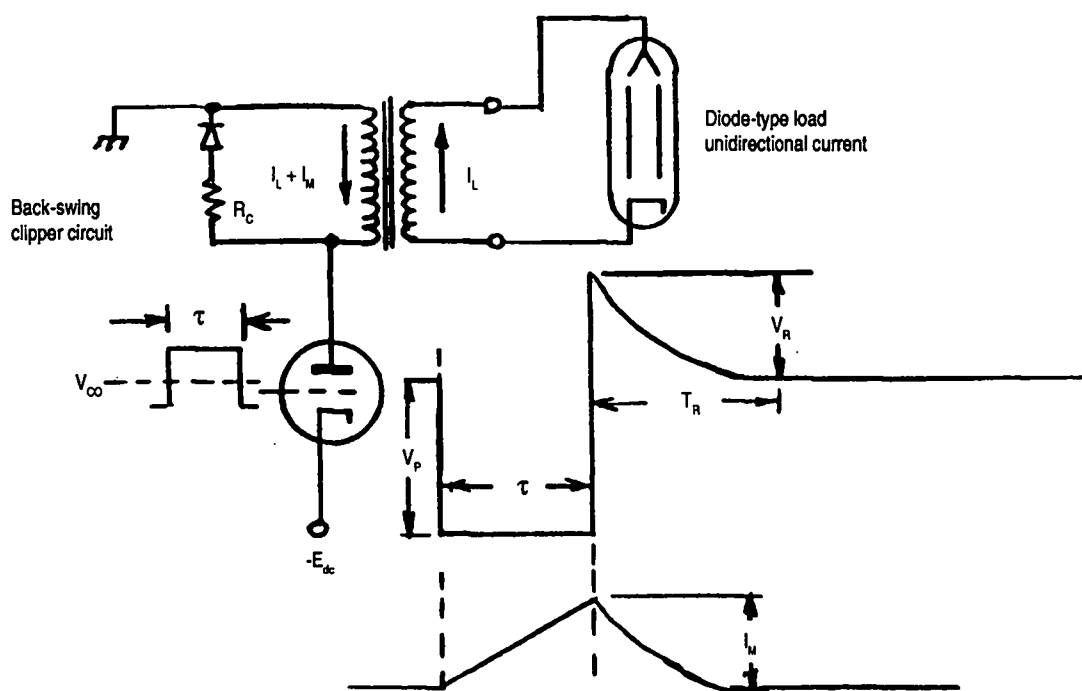 Diode-type load
unidirectional current
I_L + I_M
I_L
R_C
Back-swing
clipper circuit
τ
V_CO
V_R
T_R
V_P
τ
-E_dc
I_M